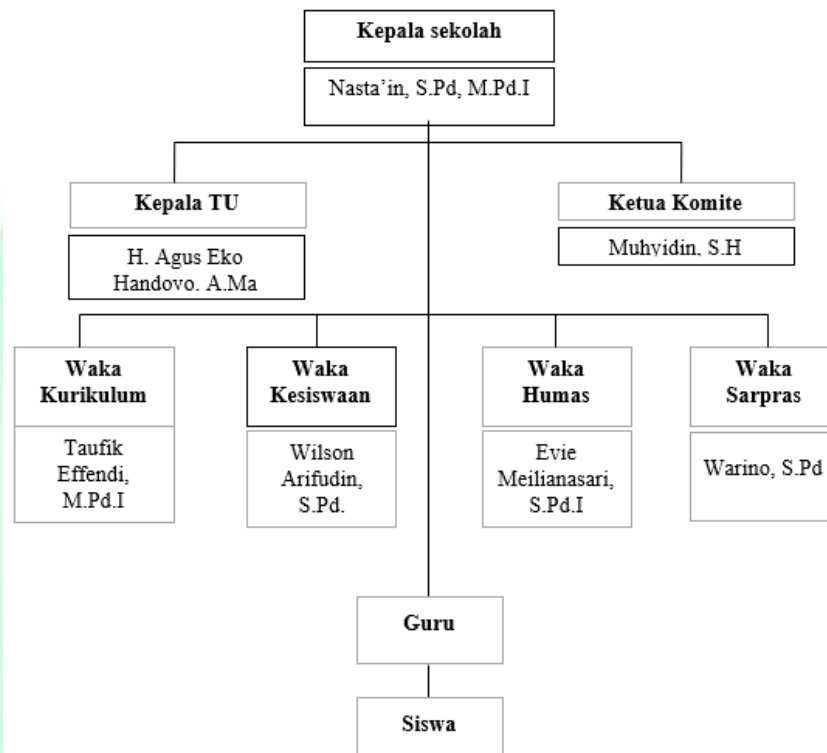 Kepala sekolah
Nasta’in, S.Pd, M.Pd.I
Kepala TU
H. Agus Eko
Handovo. A.Ma
Ketua Komite
Muhyidin, S.H
Waka
Kurikulum
Taufik
Effendi,
M.Pd.I
Waka
Kesiswaan
Wilson
Arifudin,
S.Pd.
Waka
Humas
Evie
Meilianasari,
S.Pd.I
Waka
Sarpras
Warino, S.Pd
Guru
Siswa